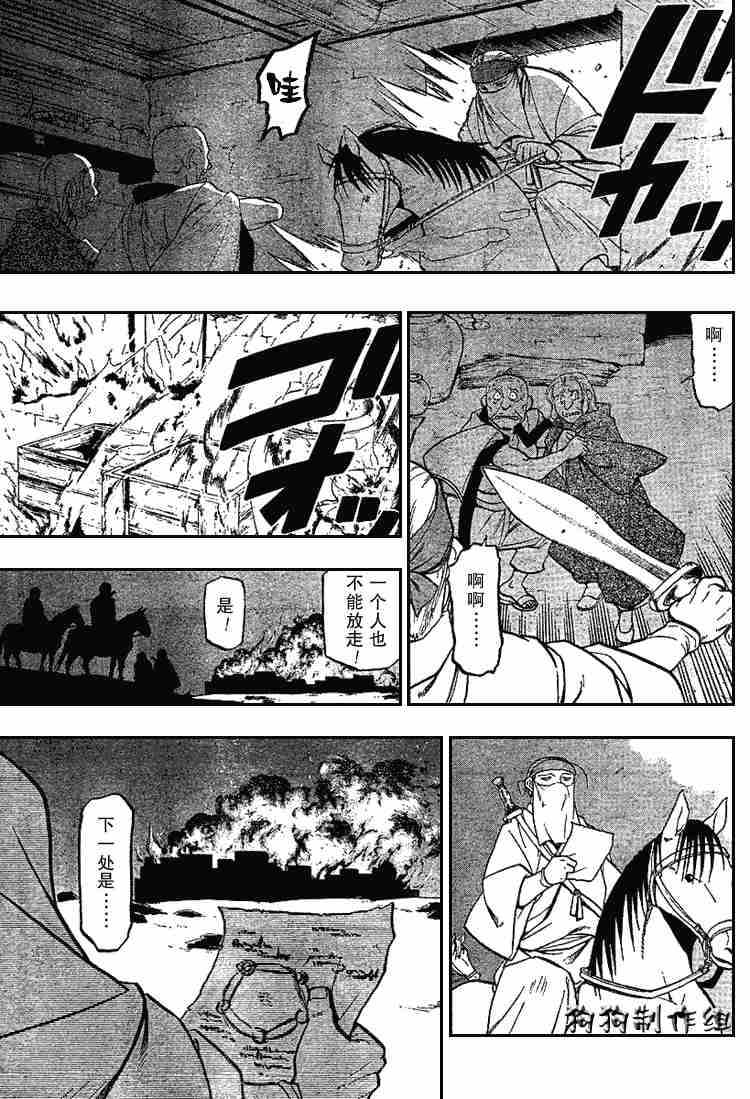 哇
ドカッ
啊……
啊啊……
ゴオッ
一个人也
不能放走！
是！
下一处是……
狗狗制作组